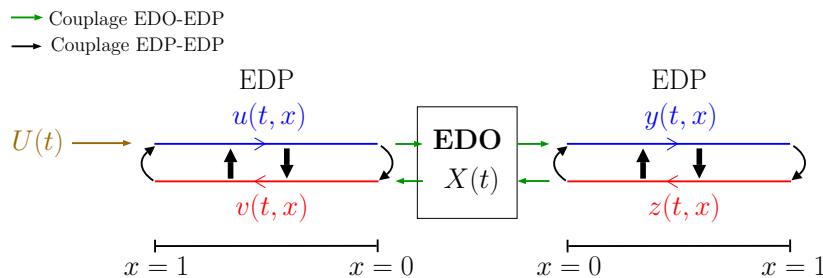 Couplage EDO-EDP
Couplage EDP-EDP
EDP EDP
u(t, x) y(t, x)
U(t) EDO
X(t)
v(t, x) z(t, x)
x = 1 x = 0 x = 0 x = 1